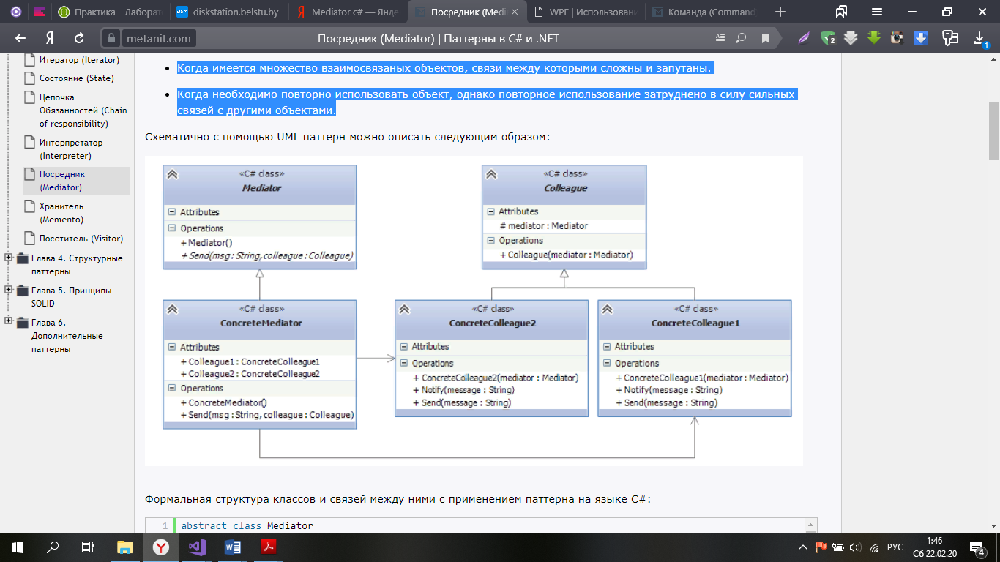 Практика - Лаборат
diskstation.belstu.by
Mediator c# — Янде
Посредник (Medi
WPF | Использовани
Команда (Command
metanit.com
Посредник (Mediator) | Паттерны в C# и .NET
2
1
Итератор (Iterator)
Состояние (State)
Цепочка
Обязанностей (Chain
of responsibility)
Интерпретатор
(Interpreter)
Посредник
(Mediator)
Хранитель
(Memento)
Посетитель (Visitor)
Глава 4. Структурные
паттерны
Глава 5. Принципы
SOLID
Глава 6.
Дополнительные
паттерны
Когда имеется множество взаимосвязаных объектов, связи между которыми сложны и запутаны.
Когда необходимо повторно использовать объект, однако повторное использование затруднено в силу сильных
связей с другими объектами.
Схематично с помощью UML паттерн можно описать следующим образом:
«C# class»
Mediator
Attributes
Operations
+ Mediator()
+ Send(msg : String, colleague : Colleague)
«C# class»
Colleague
Attributes
# mediator : Mediator
Operations
+ Colleague(mediator : Mediator)
«C# class»
ConcreteMediator
Attributes
+ Colleague1 : ConcreteColleague1
+ Colleague2 : ConcreteColleague2
Operations
+ ConcreteMediator()
+ Send(msg : String, colleague : Colleague)
«C# class»
ConcreteColleague2
Attributes
Operations
+ ConcreteColleague2(mediator : Mediator)
+ Notify(message : String)
+ Send(message : String)
«C# class»
ConcreteColleague1
Attributes
Operations
+ ConcreteColleague1(mediator : Mediator)
+ Notify(message : String)
+ Send(message : String)
Формальная структура классов и связей между ними с применением паттерна на языке C#:
1 abstract class Mediator
РУС
1:46
Сб 22.02.20
4